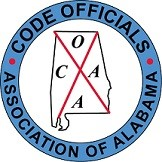 CODE OFFICIALS
O
C A
A
ASSOCIATION OF ALABAMA